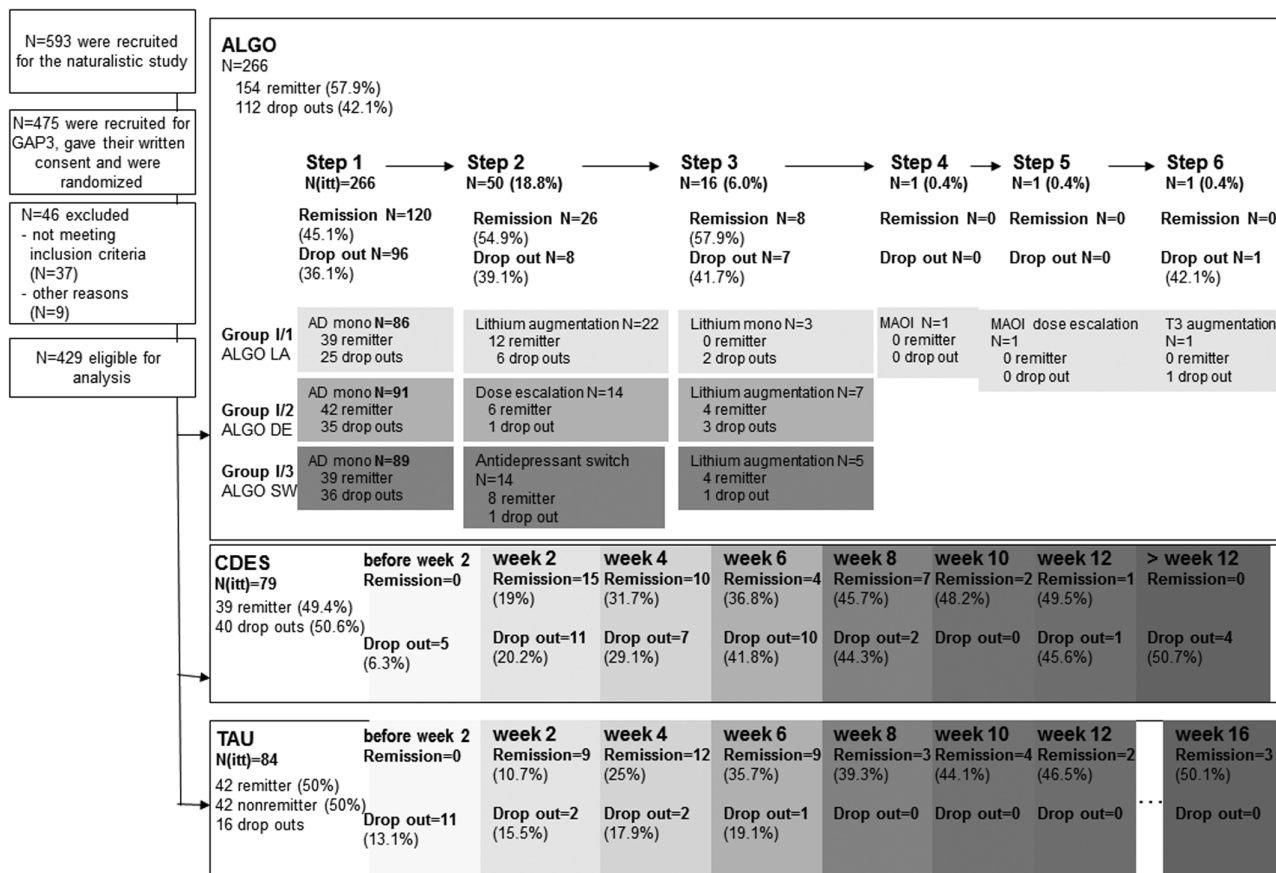 N=593 were recruited
for the naturalistic study
N=475 were recruited for
GAP3, gave their written
consent and were
randomized
N=46 excluded
- not meeting
inclusion criteria
(N=37)
- other reasons
(N=9)
N=429 eligible for
analysis
ALGO
N=266
154 remitter (57.9%)
112 drop outs (42.1%)
Step 1
N(itt)=266
Remission N=120
(45.1%)
Drop out N=96
(36.1%)
Step 2
N=50 (18.8%)
Remission N=26
(54.9%)
Drop out N=8
(39.1%)
Step 3
N=16 (6.0%)
Remission N=8
(57.9%)
Drop out N=7
(41.7%)
Step 4
N=1 (0.4%)
Remission N=0
Drop out N=0
Step 5
N=1 (0.4%)
Remission N=0
Drop out N=0
Step 6
N=1 (0.4%)
Remission N=0
Drop out N=1
(42.1%)
Group I/1
ALGO LA
AD mono N=86
39 remitter
25 drop outs
Lithium augmentation N=22
12 remitter
6 drop outs
Lithium mono N=3
0 remitter
2 drop outs
MAOI N=1
0 remitter
0 drop out
MAOI dose escalation
N=1
0 remitter
0 drop out
T3 augmentation
N=1
0 remitter
1 drop out
Group I/2
ALGO DE
AD mono N=91
42 remitter
35 drop outs
Dose escalation N=14
6 remitter
1 drop out
Lithium augmentation N=7
4 remitter
3 drop outs
Group I/3
ALGO SW
AD mono N=89
39 remitter
36 drop outs
Antidepressant switch
N=14
8 remitter
1 drop out
Lithium augmentation N=5
4 remitter
1 drop out
CDES
N(itt)=79
39 remitter (49.4%)
40 drop outs (50.6%)
before week 2
Remission=0
Drop out=5
(6.3%)
week 2
Remission=15
(19%)
Drop out=11
(20.2%)
week 4
Remission=10
(31.7%)
Drop out=7
(29.1%)
week 6
Remission=4
(36.8%)
Drop out=10
(41.8%)
week 8
Remission=7
(45.7%)
Drop out=2
(44.3%)
week 10
Remission=2
(48.2%)
Drop out=0
week 12
Remission=1
(49.5%)
Drop out=1
(45.6%)
> week 12
Remission=0
Drop out=4
(50.7%)
TAU
N(itt)=84
42 remitter (50%)
42 nonremitter (50%)
16 drop outs
before week 2
Remission=0
Drop out=11
(13.1%)
week 2
Remission=9
(10.7%)
Drop out=2
(15.5%)
week 4
Remission=12
(25%)
Drop out=2
(17.9%)
week 6
Remission=9
(35.7%)
Drop out=1
(19.1%)
week 8
Remission=3
(39.3%)
Drop out=0
week 10
Remission=4
(44.1%)
Drop out=0
week 12
Remission=2
(46.5%)
Drop out=0
...
week 16
Remission=3
(50.1%)
Drop out=0